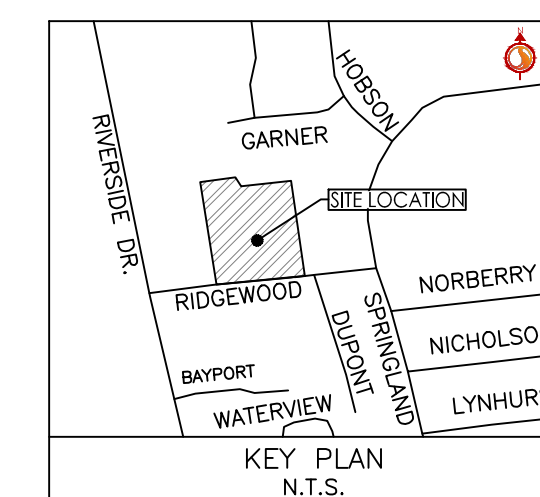 N
HOBSON
GARNER
RIVERSIDE DR.
SITE LOCATION
NORBERRY
RIDGEWOOD
SPRINGLAND
DUPONT
NICHOLSO
BAYPORT
LYNHUR
WATERVIEW
KEY PLAN
N.T.S.